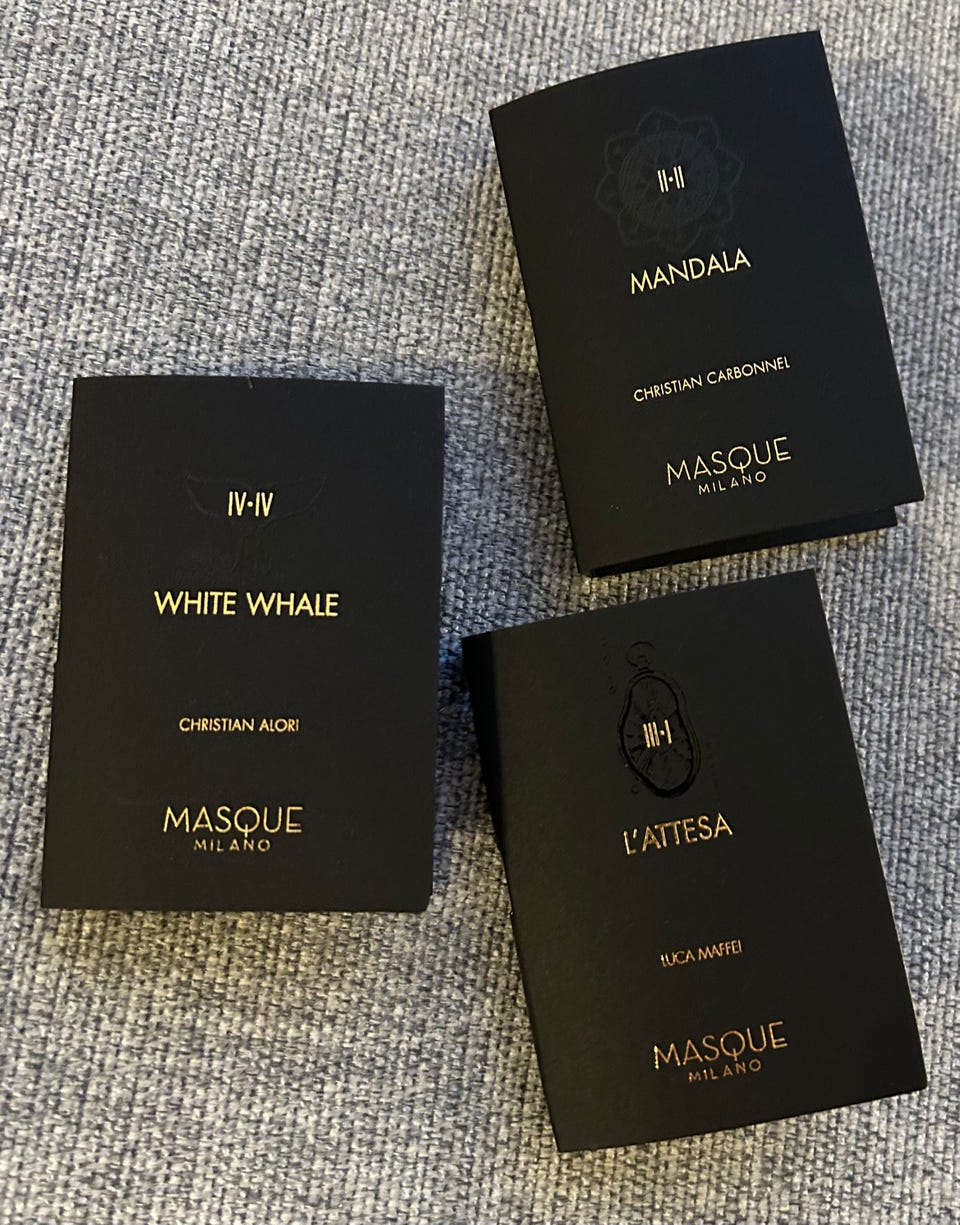 II•II
MANDALA
CHRISTIAN CARBONNEL
MASQUE
MILANO
IV•IV
WHITE WHALE
CHRISTIAN ALORI
MASQUE
MILANO
III•I
L'ATTESA
LUCA MAFFEI
MASQUE
MILANO